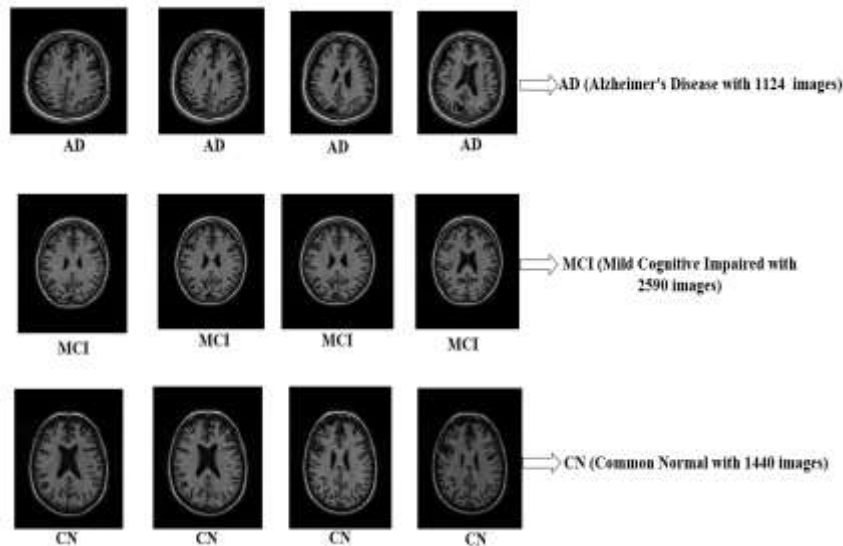 AD (Alzheimer's Disease with 1124 images)
AD AD AD AD
MCI (Mild Cognitive Impaired with
2590 images)
MCI MCI MCI MCI
CN (Common Normal with 1440 images)
CN CN CN CN